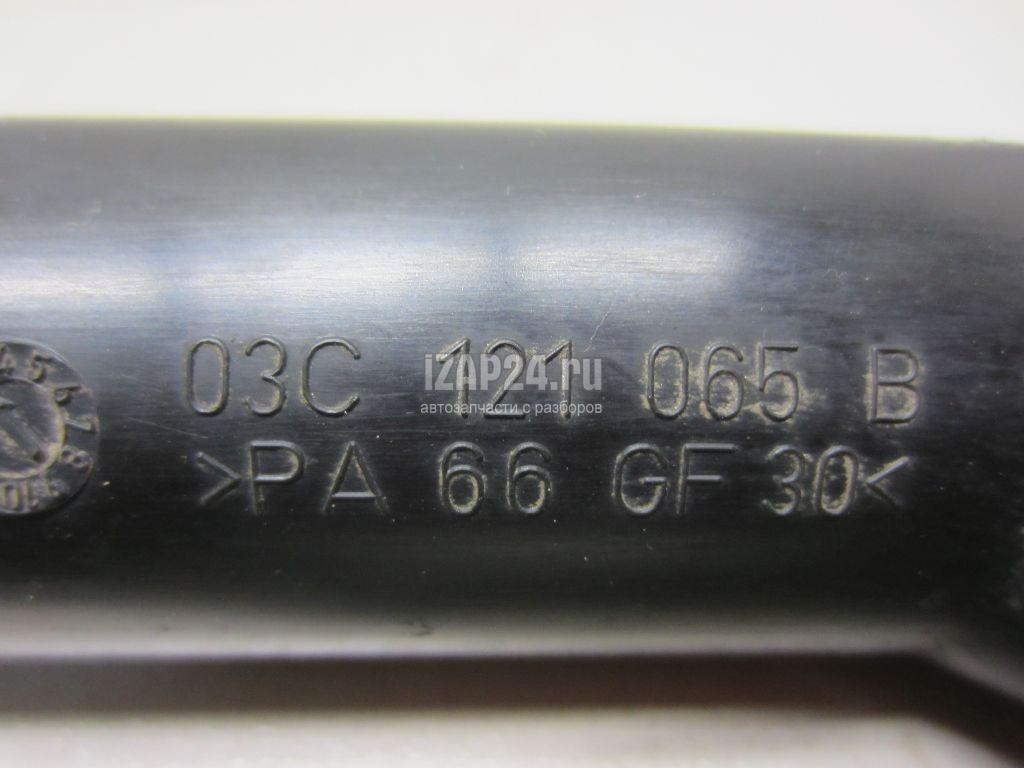 03C 121 065 B
iZAP24.ru
автозапчасти с разборов
>PA 66 GF 30<